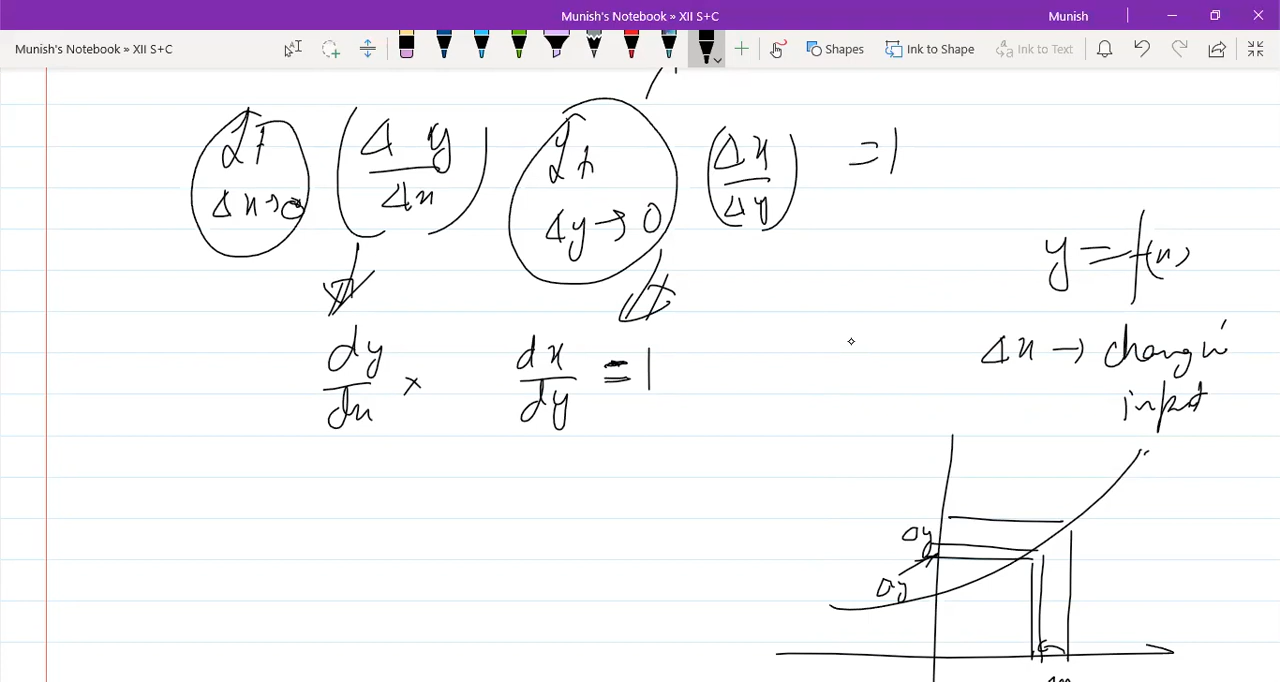 Munish's Notebook » XII S+C
Munish
Munish's Notebook » XII S+C
Shapes
Ink to Shape
Ink to Text
Lt Δx→0 (Δy/Δx) Lt Δy→0 (Δx/Δy) =1
y = f(x)
dy/dx × dx/dy = 1
Δx → change in
input
Δy
Δy